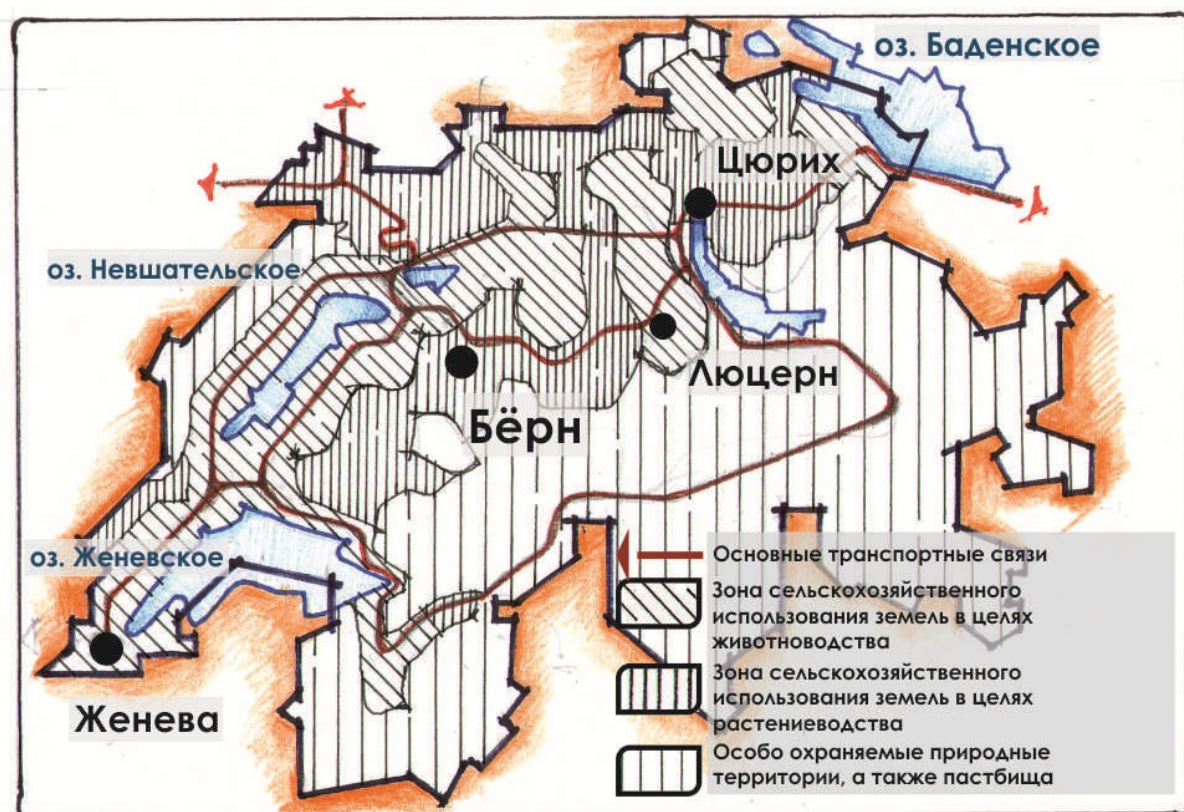 оз. Баденское
Цюрих
оз. Невшательское
Люцерн
Бёрн
оз. Женевское
Женева
Основные транспортные связи
Зона сельскохозяйственного
использования земель в целях
животноводства
Зона сельскохозяйственного
использования земель в целях
растениеводства
Особо охраняемые природные
территории, а также пастбища